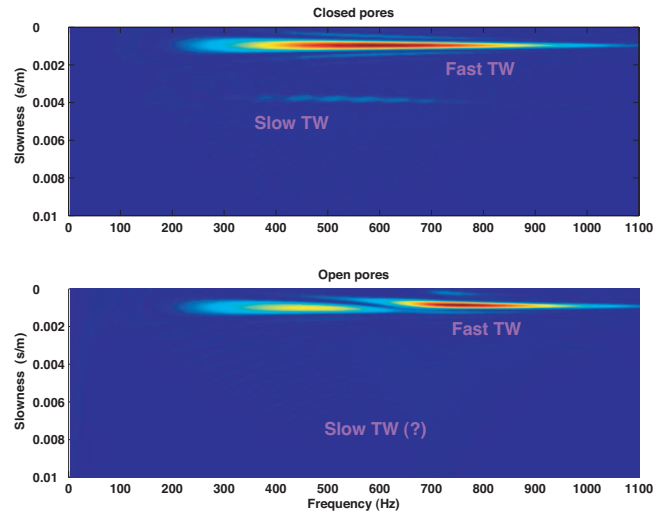 Closed pores
0
0.002
0.004
0.006
0.008
0.01
Slowness (s/m)
Fast TW
Slow TW
0 100 200 300 400 500 600 700 800 900 1000 1100
Open pores
0
0.002
0.004
0.006
0.008
0.01
Slowness (s/m)
Fast TW
Slow TW (?)
0 100 200 300 400 500 600 700 800 900 1000 1100
Frequency (Hz)